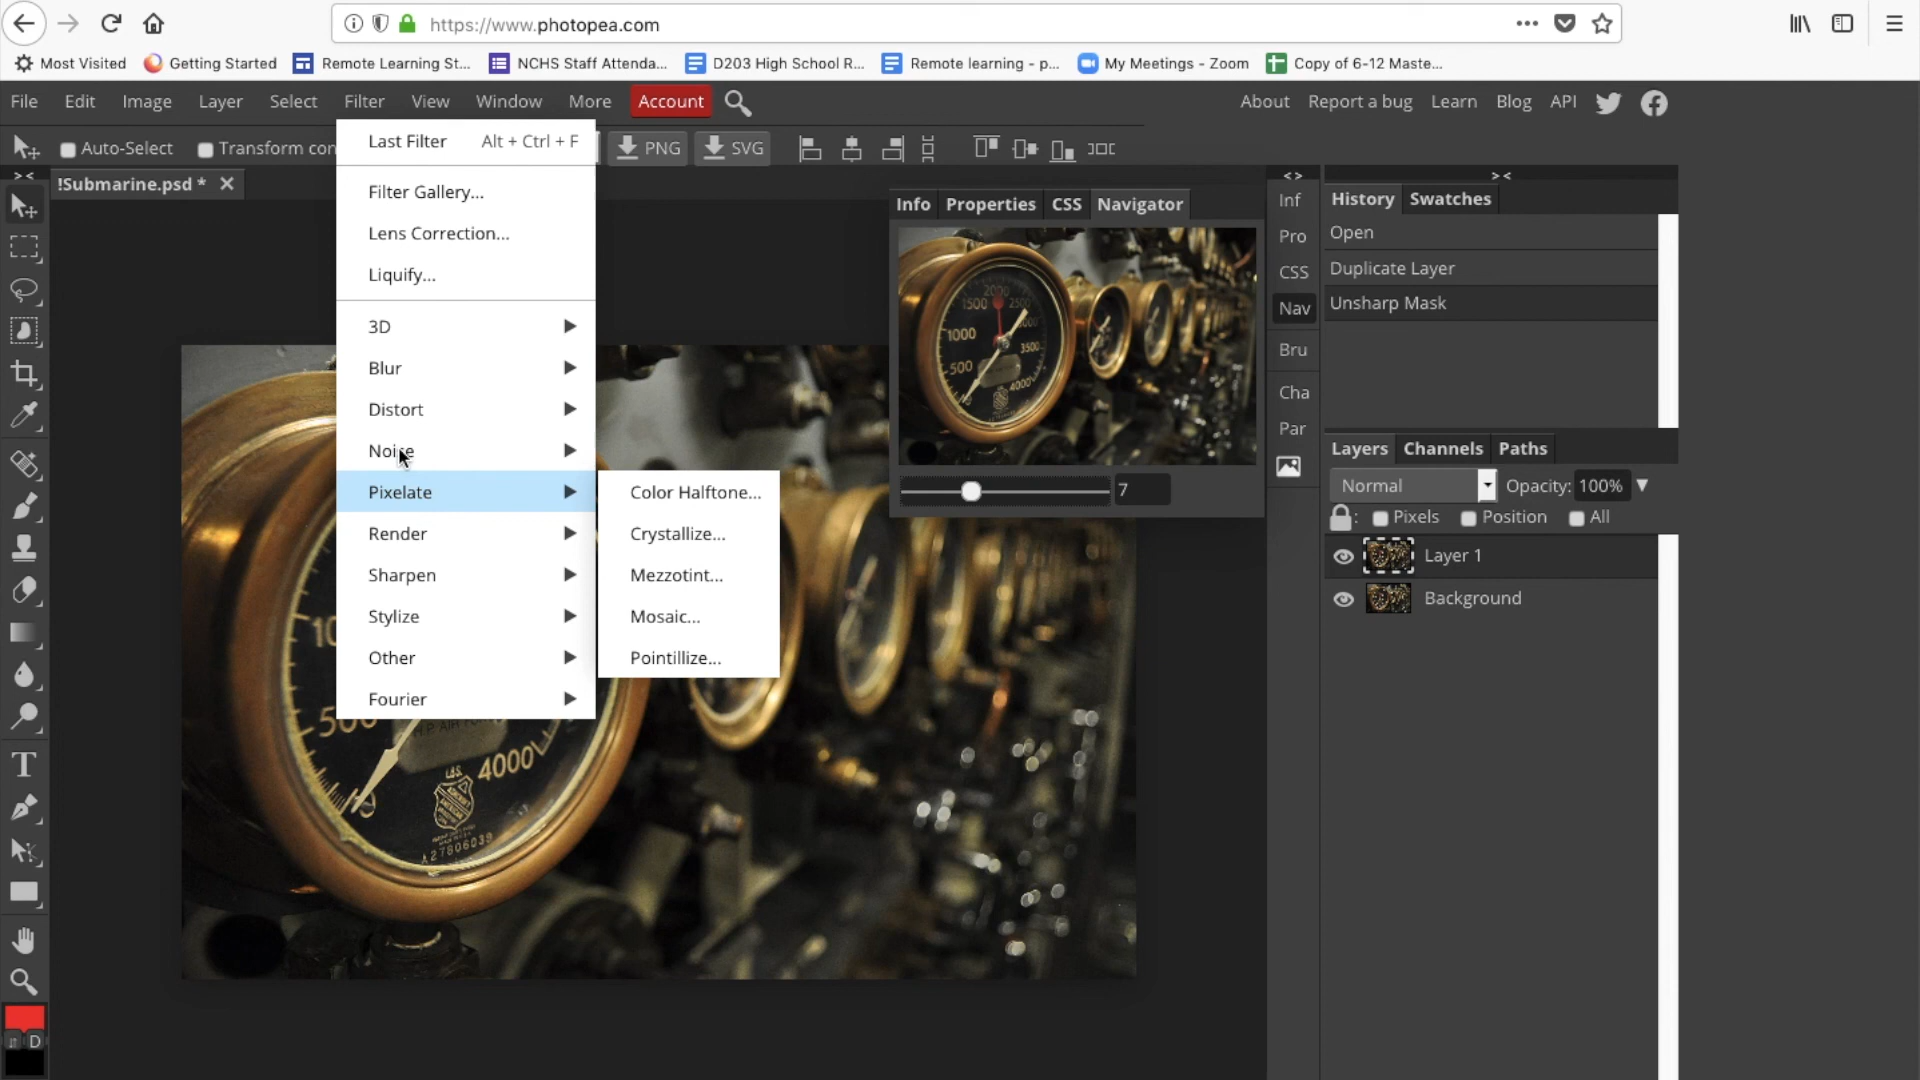 https://www.photopea.com
Most Visited Getting Started Remote Learning St... NCHS Staff Attenda... D203 High School R... Remote learning - p... My Meetings - Zoom Copy of 6-12 Maste...
File Edit Image Layer Select Filter View Window More Account About Report a bug Learn Blog API
Auto-Select Transform con PNG SVG
!Submarine.psd *
Last Filter Alt + Ctrl + F
Filter Gallery...
Lens Correction...
Liquify...
3D
Blur
Distort
Noise
Pixelate
Render
Sharpen
Stylize
Other
Fourier
Color Halftone...
Crystallize...
Mezzotint...
Mosaic...
Pointillize...
Info Properties CSS Navigator
2000
1500 2500
1000
3500
500
4000
7
Inf
Pro
CSS
Nav
Bru
Cha
Par
History Swatches
Open
Duplicate Layer
Unsharp Mask
Layers Channels Paths
Normal Opacity: 100%
: Pixels Position All
Layer 1
Background
10
500
4000
0
LBS.
A27806039
T
D